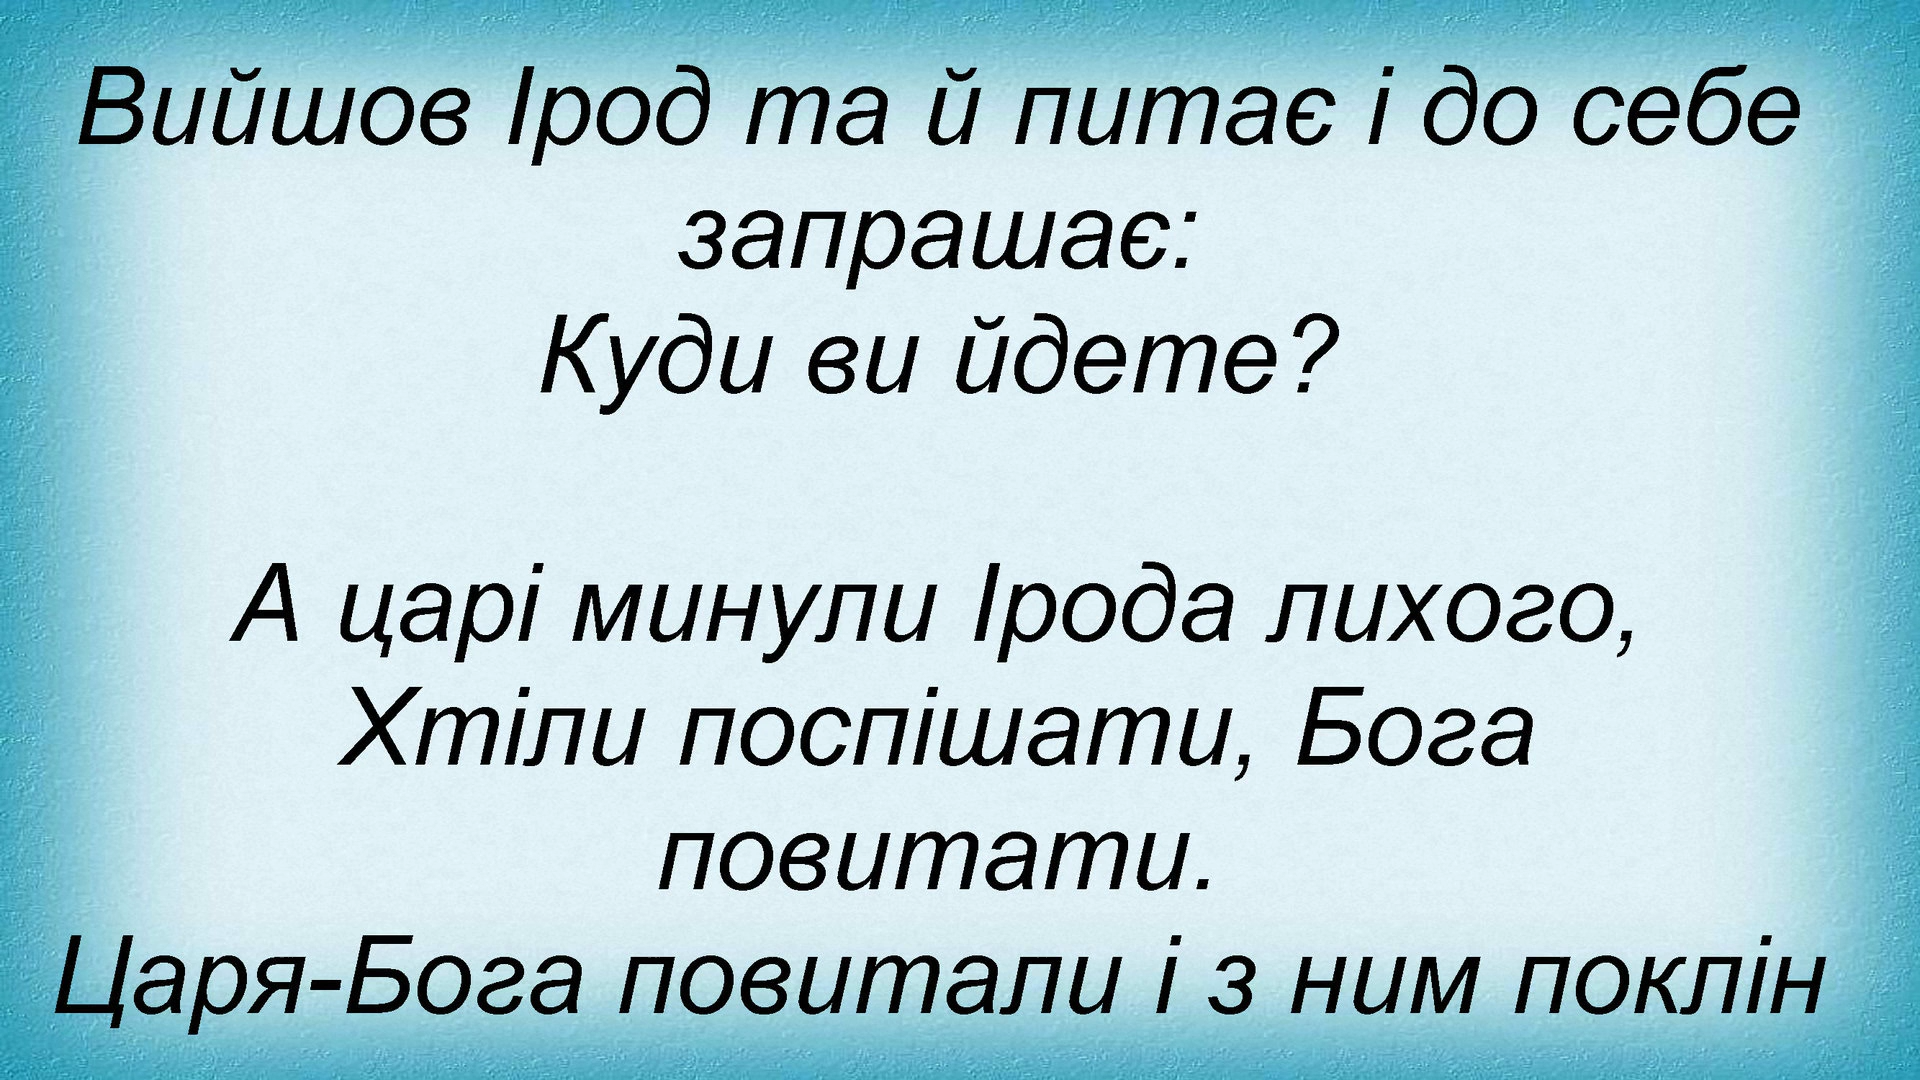 Вийшов Ірод та й питає і до себе
запрашає:
Куди ви йдете?
А царі минули Ірода лихого,
Хтіли поспішати, Бога
повитати.
Царя-Бога повитали і з ним поклін